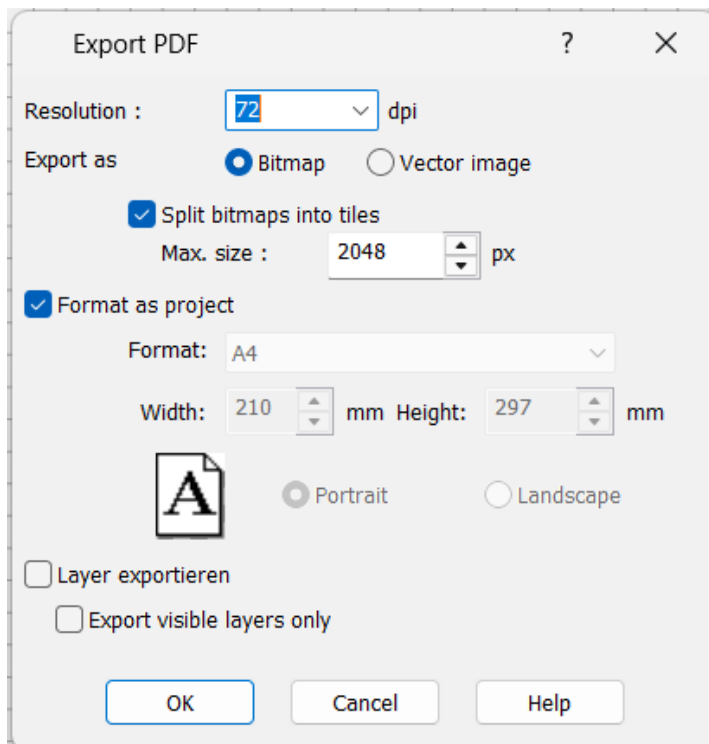 Export PDF ?
Resolution : 72 dpi
Export as Bitmap Vector image
Split bitmaps into tiles
Max. size : 2048 px
Format as project
Format: A4
Width: 210 mm Height: 297 mm
A Portrait Landscape
Layer exportieren
Export visible layers only
OK Cancel Help